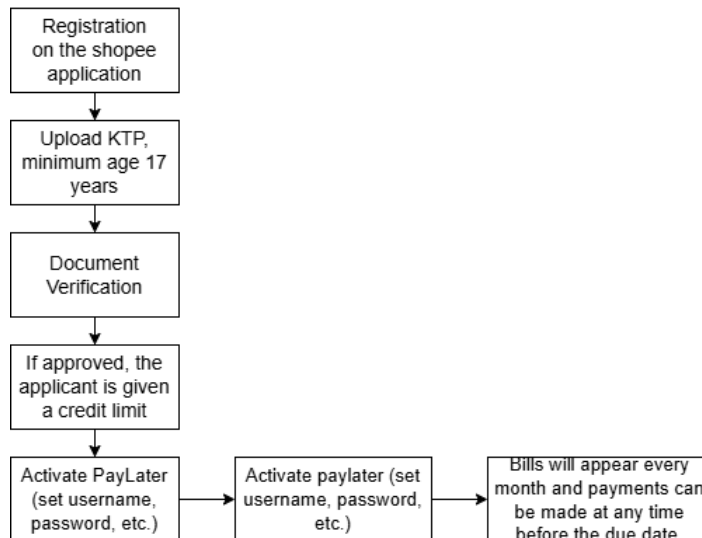 Registration
on the shopee
application
Upload KTP,
minimum age 17
years
Document
Verification
If approved, the
applicant is given
a credit limit
Activate PayLater
(set username,
password, etc.)
Activate paylater (set
username, password,
etc.)
Bills will appear every
month and payments can
be made at any time
before the due date